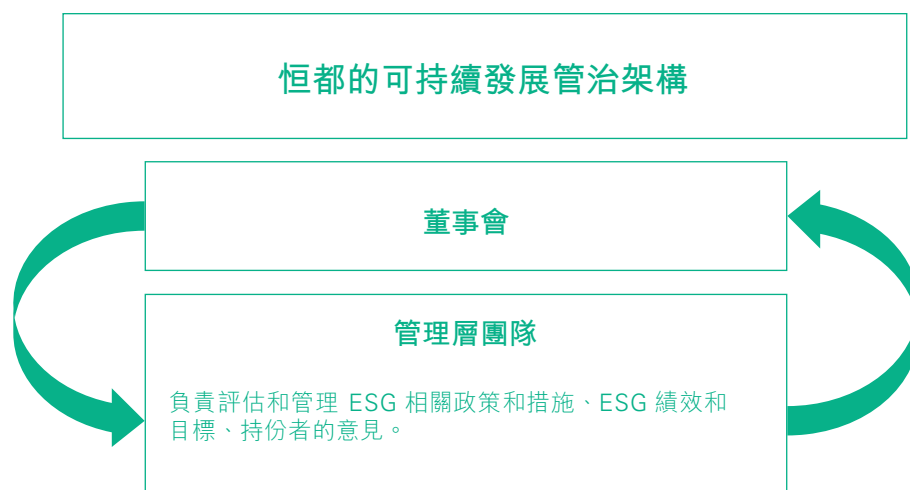 恒都的可持續發展管治架構
董事會
管理層團隊
負責評估和管理 ESG 相關政策和措施、ESG 績效和
目標、持份者的意見。